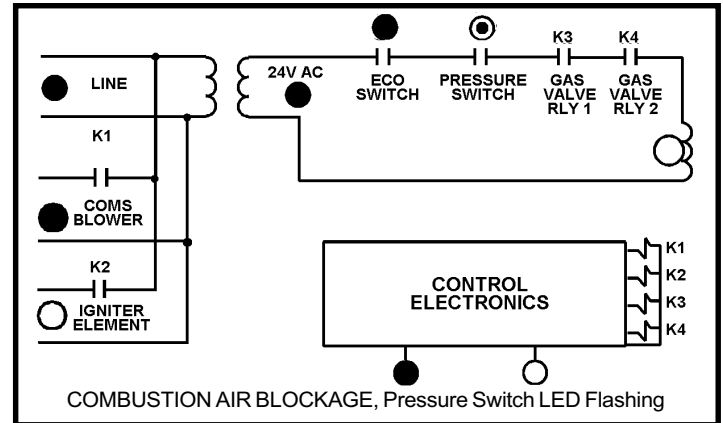 LINE
K1
COMS
BLOWER
K2
IGNITER
ELEMENT
24V AC
ECO
SWITCH
PRESSURE
SWITCH
K3
GAS
VALVE
RLY 1
K4
GAS
VALVE
RLY 2
CONTROL
ELECTRONICS
K1
K2
K3
K4
COMBUSTION AIR BLOCKAGE, Pressure Switch LED Flashing